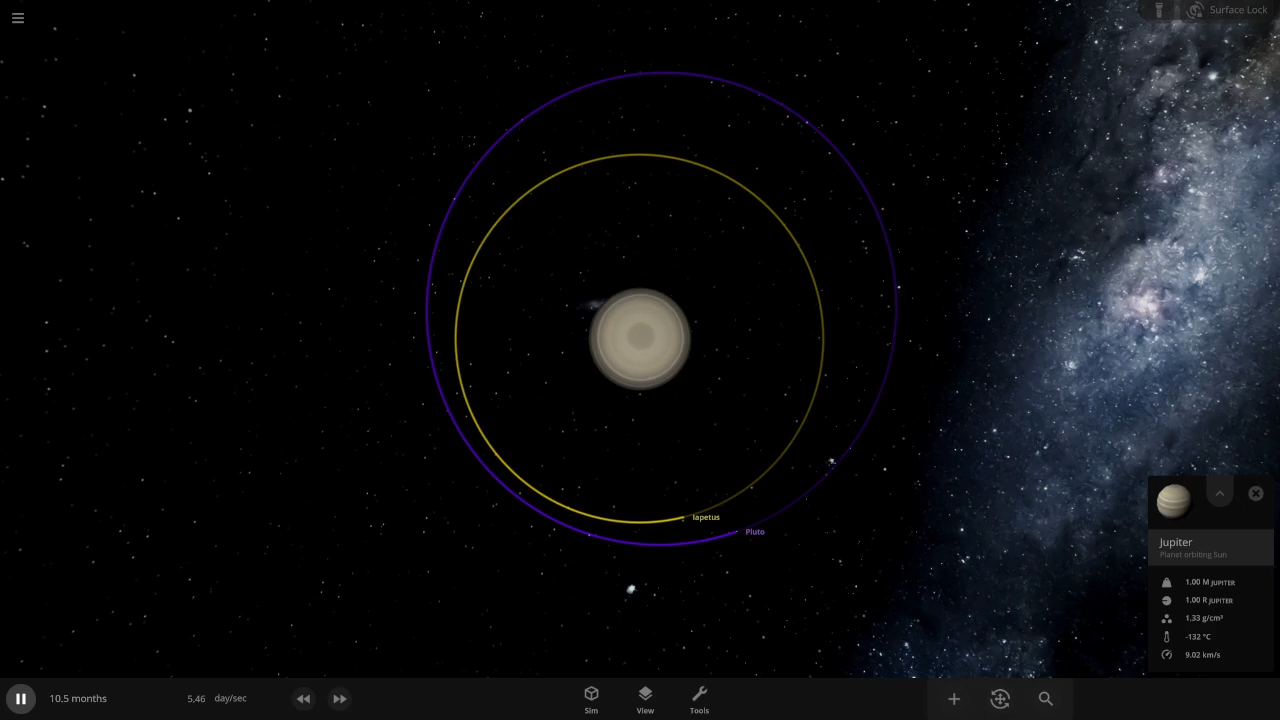 Surface Lock
Iapetus
Pluto
Jupiter
Planet orbiting Sun
1.00 M JUPITER
1.00 R JUPITER
1.33 g/cm³
-132 °C
9.02 km/s
10.5 months
5.46 day/sec
Sim
View
Tools